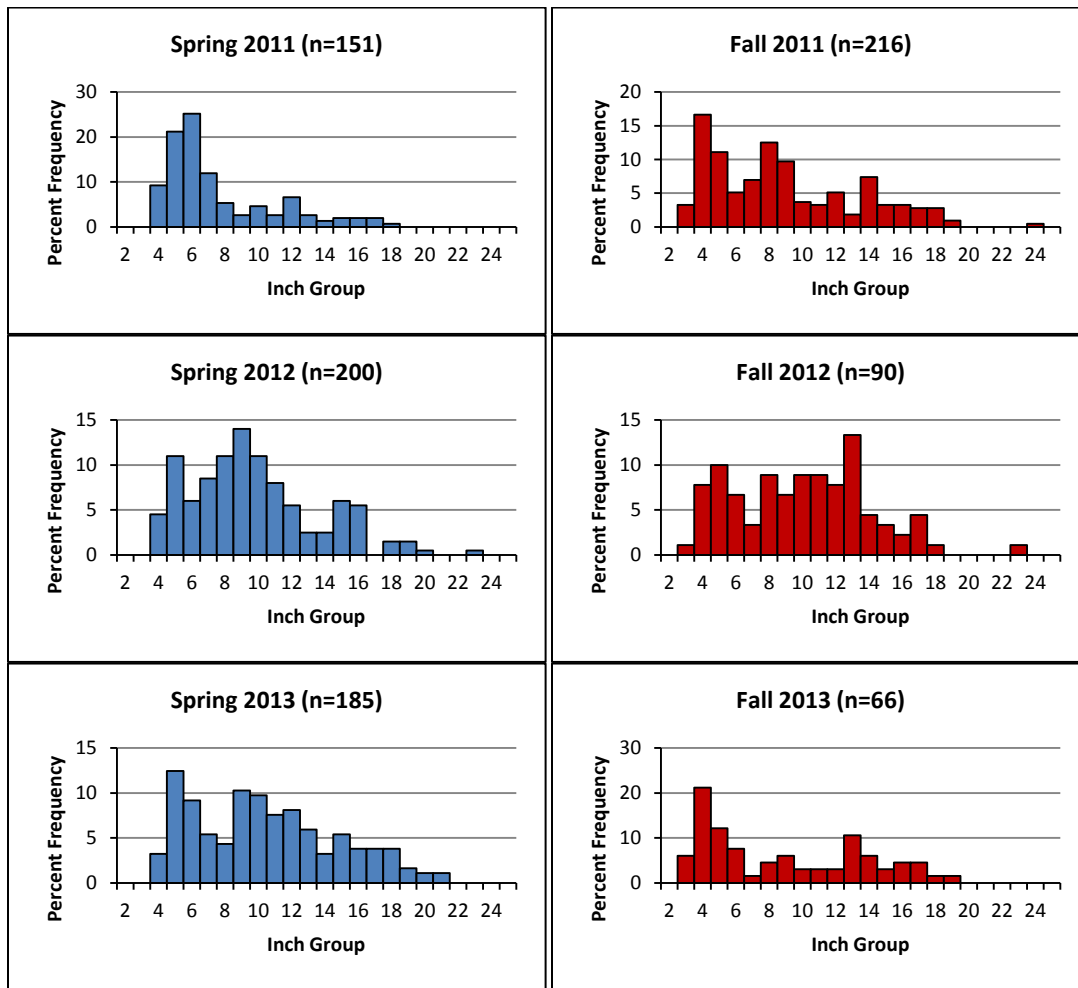 Spring 2011 (n=151)
30
20
10
0
Percent Frequency
2 4 6 8 10 12 14 16 18 20 22 24
Inch Group
Fall 2011 (n=216)
20
15
10
5
0
Percent Frequency
2 4 6 8 10 12 14 16 18 20 22 24
Inch Group
Spring 2012 (n=200)
15
10
5
0
Percent Frequency
2 4 6 8 10 12 14 16 18 20 22 24
Inch Group
Fall 2012 (n=90)
15
10
5
0
Percent Frequency
2 4 6 8 10 12 14 16 18 20 22 24
Inch Group
Spring 2013 (n=185)
15
10
5
0
Percent Frequency
2 4 6 8 10 12 14 16 18 20 22 24
Inch Group
Fall 2013 (n=66)
30
20
10
0
Percent Frequency
2 4 6 8 10 12 14 16 18 20 22 24
Inch Group